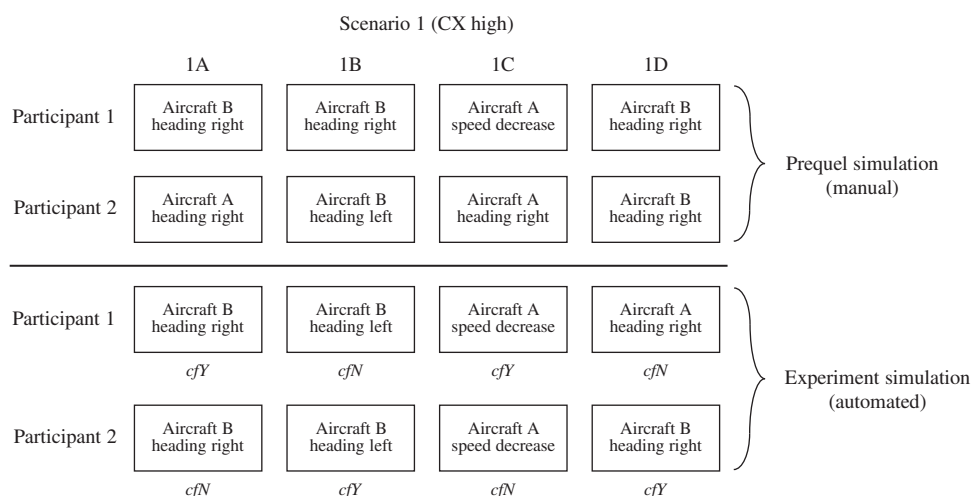 Scenario 1 (CX high)
1A 1B 1C 1D
Participant 1
Aircraft B
heading right
Aircraft B
heading right
Aircraft A
speed decrease
Aircraft B
heading right
Prequel simulation
(manual)
Participant 2
Aircraft A
heading right
Aircraft B
heading left
Aircraft A
heading right
Aircraft B
heading right
Participant 1
Aircraft B
heading right
Aircraft B
heading left
Aircraft A
speed decrease
Aircraft A
heading right
cfY cfN cfY cfN
Experiment simulation
(automated)
Participant 2
Aircraft B
heading right
Aircraft B
heading left
Aircraft A
speed decrease
Aircraft B
heading right
cfN cfY cfN cfY